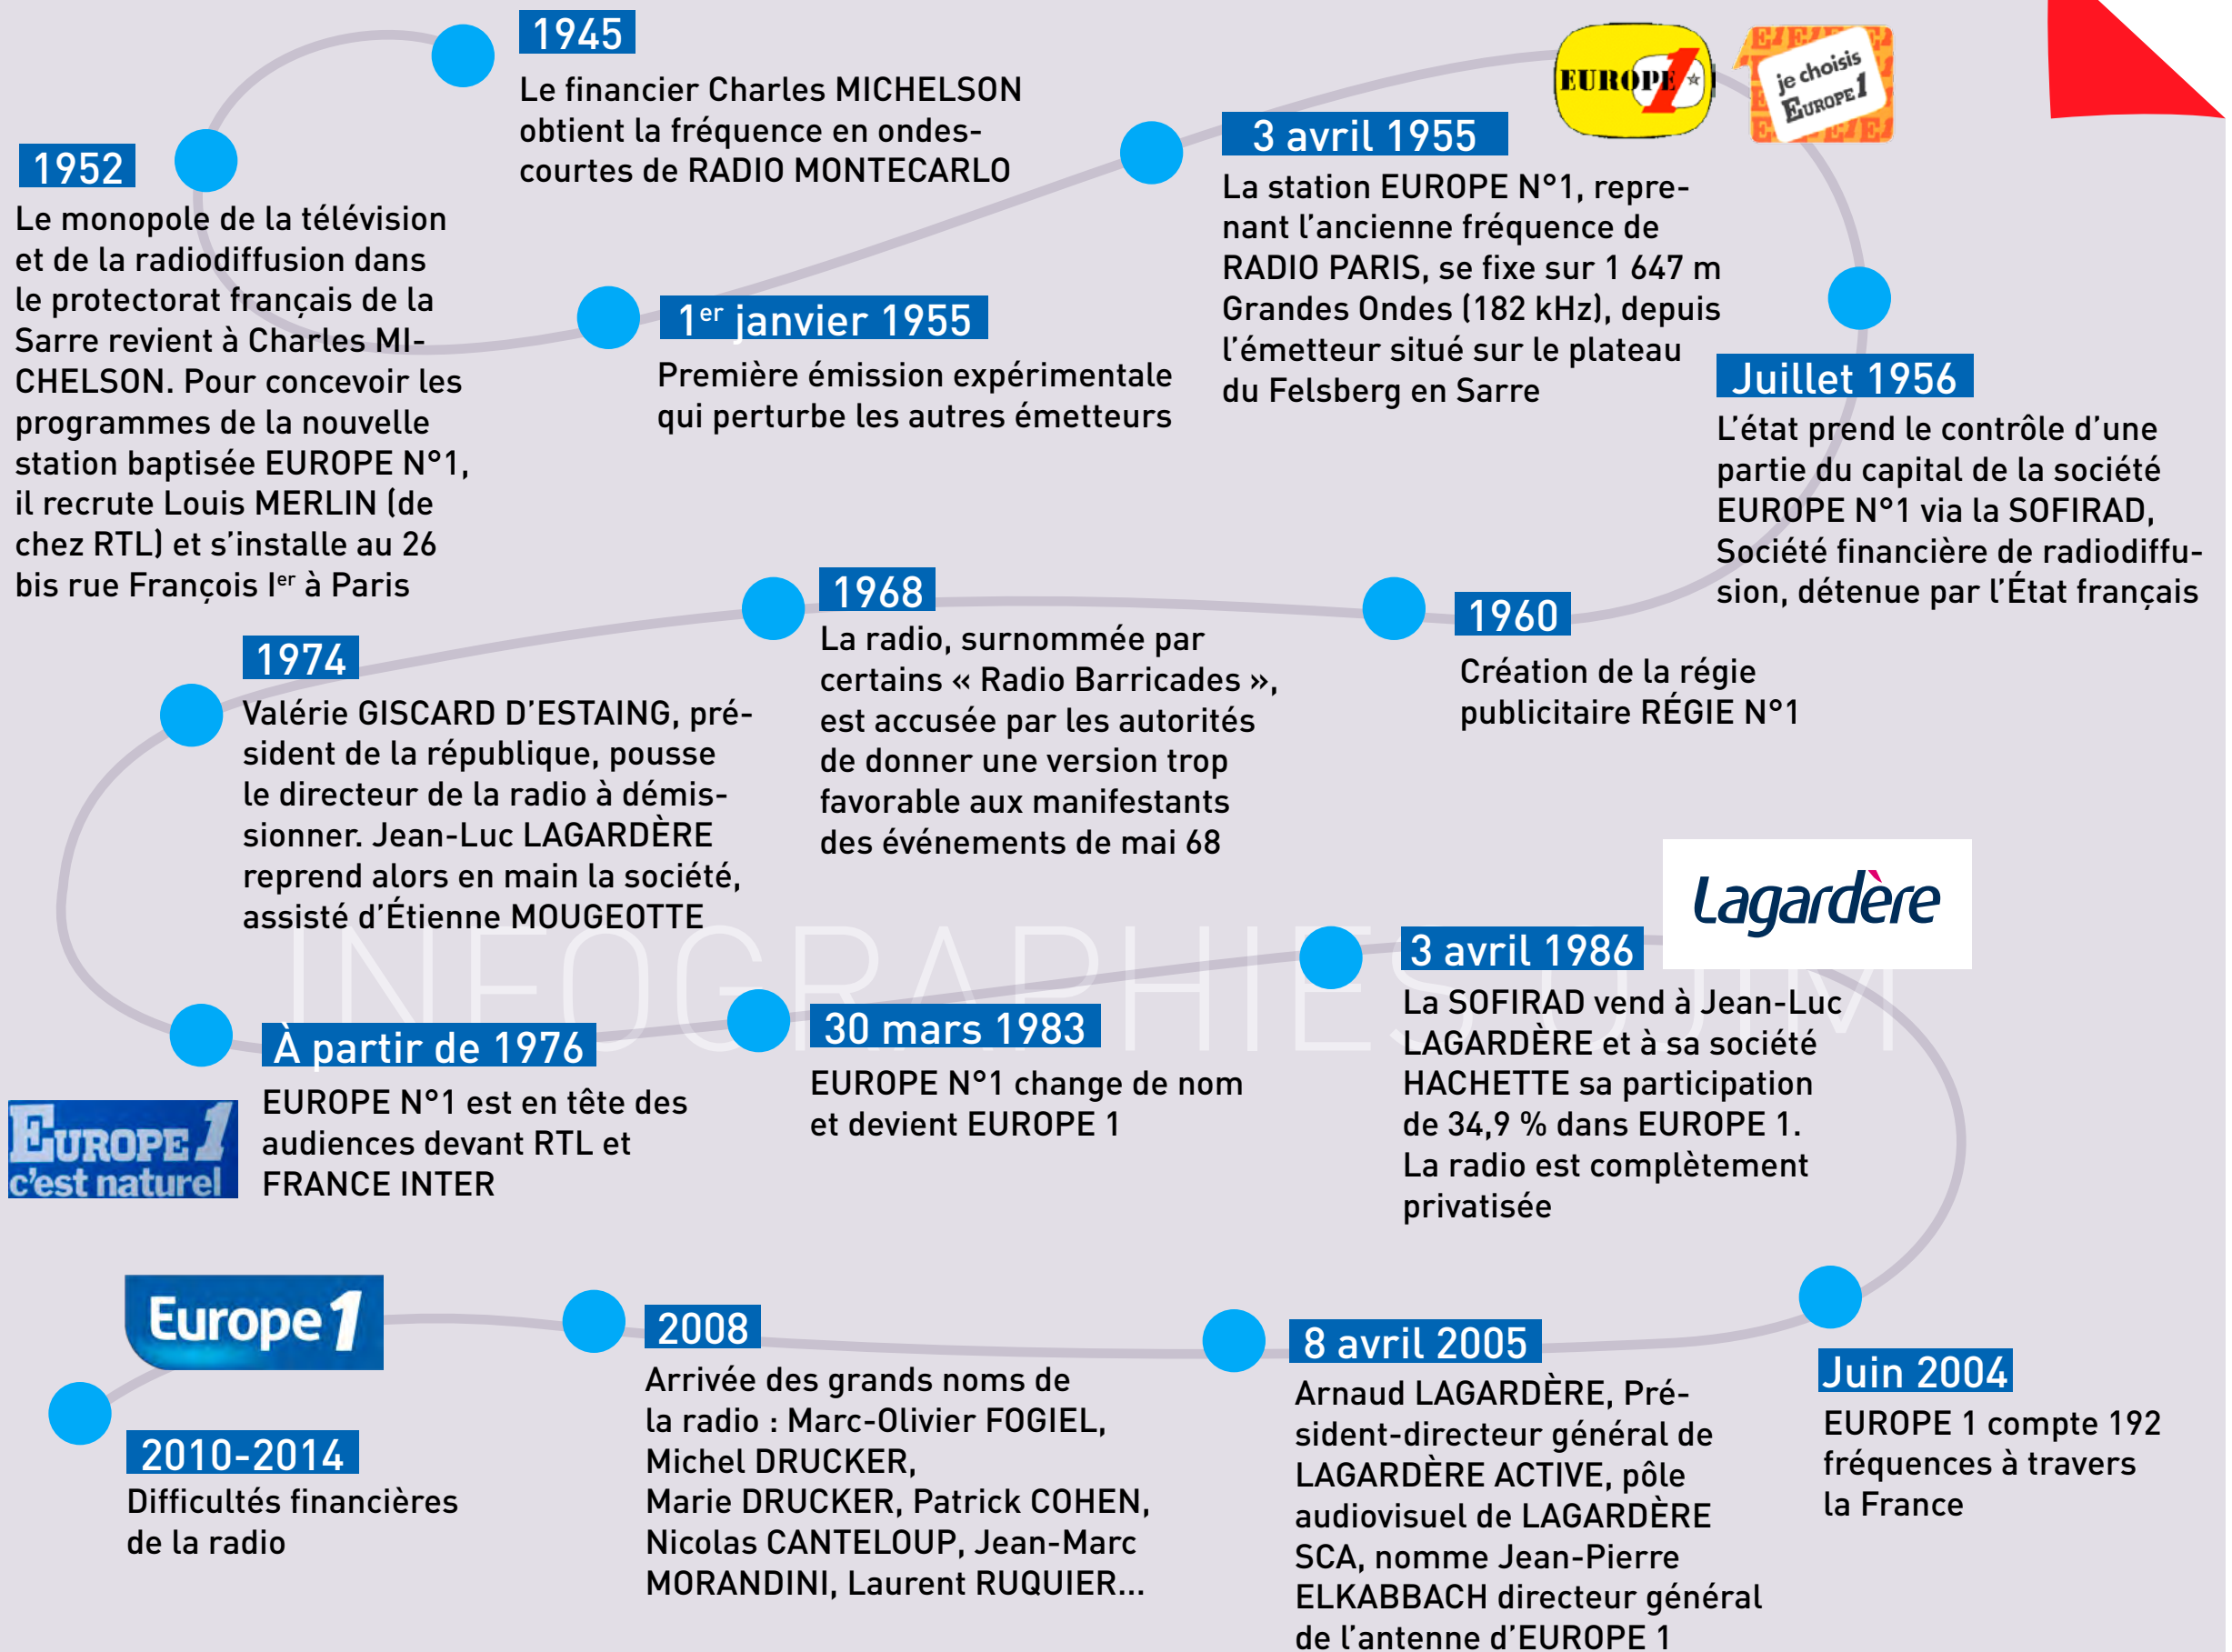 1945
Le financier Charles MICHELSON
obtient la fréquence en ondes-
courtes de RADIO MONTECARLO
1952
Le monopole de la télévision
et de la radiodiffusion dans
le protectorat français de la
Sarre revient à Charles MI-
CHELSON. Pour concevoir les
programmes de la nouvelle
station baptisée EUROPE N°1,
il recrute Louis MERLIN (de
chez RTL) et s’installe au 26
bis rue François Ier à Paris
1er janvier 1955
Première émission expérimentale
qui perturbe les autres émetteurs
EUROPE 1
je choisis
EUROPE 1
3 avril 1955
La station EUROPE N°1, repre-
nant l’ancienne fréquence de
RADIO PARIS, se fixe sur 1 647 m
Grandes Ondes (182 kHz), depuis
l’émetteur situé sur le plateau
du Felsberg en Sarre
Juillet 1956
L’état prend le contrôle d’une
partie du capital de la société
EUROPE N°1 via la SOFIRAD,
Société financière de radiodiffu-
sion, détenue par l’État français
1960
Création de la régie
publicitaire RÉGIE N°1
1968
La radio, surnommée par
certains « Radio Barricades »,
est accusée par les autorités
de donner une version trop
favorable aux manifestants
des événements de mai 68
1974
Valérie GISCARD D’ESTAING, pré-
sident de la république, pousse
le directeur de la radio à démis-
sionner. Jean-Luc LAGARDÈRE
reprend alors en main la société,
assisté d’Étienne MOUGEOTTE
INFOGRAPHIES OJIM
À partir de 1976
EUROPE N°1 est en tête des
audiences devant RTL et
FRANCE INTER
EUROPE 1
c’est naturel
30 mars 1983
EUROPE N°1 change de nom
et devient EUROPE 1
Lagardère
3 avril 1986
La SOFIRAD vend à Jean-Luc
LAGARDÈRE et à sa société
HACHETTE sa participation
de 34,9 % dans EUROPE 1.
La radio est complètement
privatisée
Juin 2004
EUROPE 1 compte 192
fréquences à travers
la France
8 avril 2005
Arnaud LAGARDÈRE, Pré-
sident-directeur général de
LAGARDÈRE ACTIVE, pôle
audiovisuel de LAGARDÈRE
SCA, nomme Jean-Pierre
ELKABBACH directeur général
de l’antenne d’EUROPE 1
2008
Arrivée des grands noms de
la radio : Marc-Olivier FOGIEL,
Michel DRUCKER,
Marie DRUCKER, Patrick COHEN,
Nicolas CANTELOUP, Jean-Marc
MORANDINI, Laurent RUQUIER...
Europe 1
2010-2014
Difficultés financières
de la radio